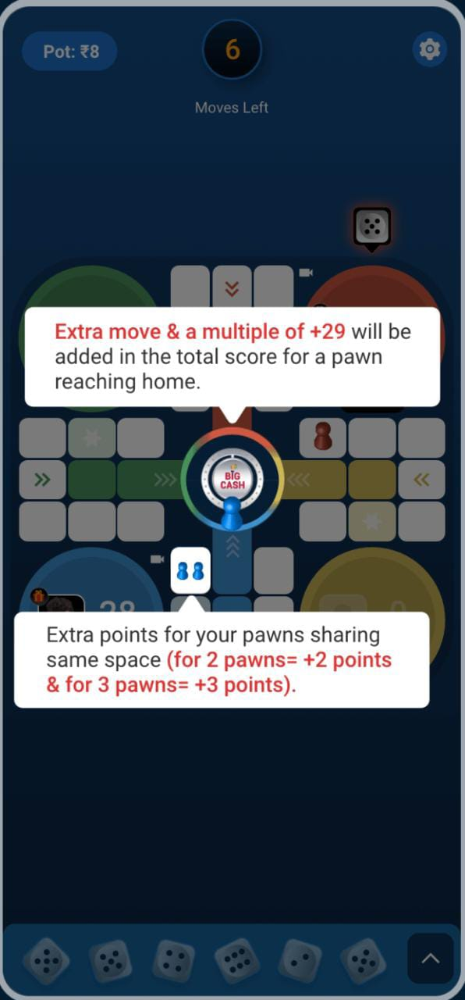 Pot: ₹8
6
Moves Left
Extra move & a multiple of +29 will be
added in the total score for a pawn
reaching home.
BIG
CASH
28
0
Extra points for your pawns sharing
same space (for 2 pawns= +2 points
& for 3 pawns= +3 points).